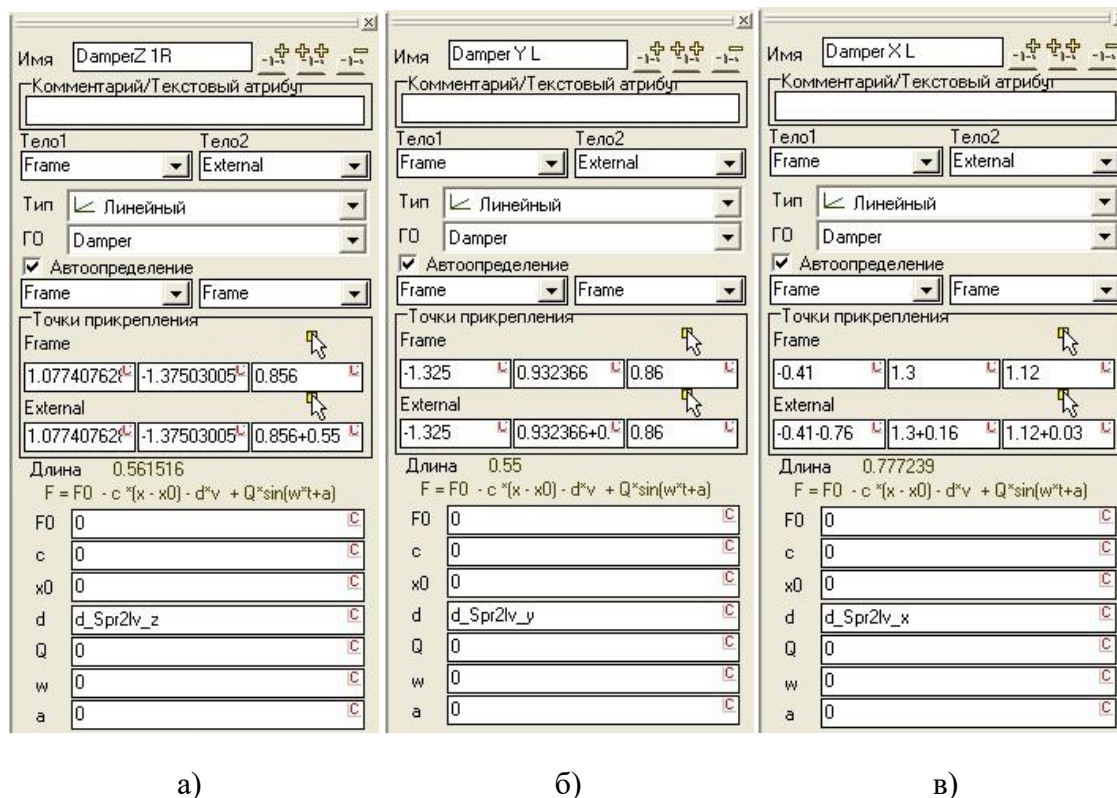 Имя DamperZ 1R
Комментарий/Текстовый атрибут
Тело1 Тело2
Frame External
Тип Линейный
ГО Damper
Автоопределение
Frame Frame
Точки прикрепления
Frame
1.077407628 -1.37503005 0.856
External
1.077407628 -1.37503005 0.856+0.55
Длина 0.561516
F = F0 - c *(x - x0) - d*v + Q*sin(w*t+a)
F0 0
c 0
x0 0
d d_Spr2lv_z
Q 0
w 0
a 0
а)
Имя Damper Y L
Комментарий/Текстовый атрибут
Тело1 Тело2
Frame External
Тип Линейный
ГО Damper
Автоопределение
Frame Frame
Точки прикрепления
Frame
-1.325 0.932366 0.86
External
-1.325 0.932366+0. 0.86
Длина 0.55
F = F0 - c *(x - x0) - d*v + Q*sin(w*t+a)
F0 0
c 0
x0 0
d d_Spr2lv_y
Q 0
w 0
a 0
б)
Имя Damper X L
Комментарий/Текстовый атрибут
Тело1 Тело2
Frame External
Тип Линейный
ГО Damper
Автоопределение
Frame Frame
Точки прикрепления
Frame
-0.41 1.3 1.12
External
-0.41-0.76 1.3+0.16 1.12+0.03
Длина 0.777239
F = F0 - c *(x - x0) - d*v + Q*sin(w*t+a)
F0 0
c 0
x0 0
d d_Spr2lv_x
Q 0
w 0
a 0
в)